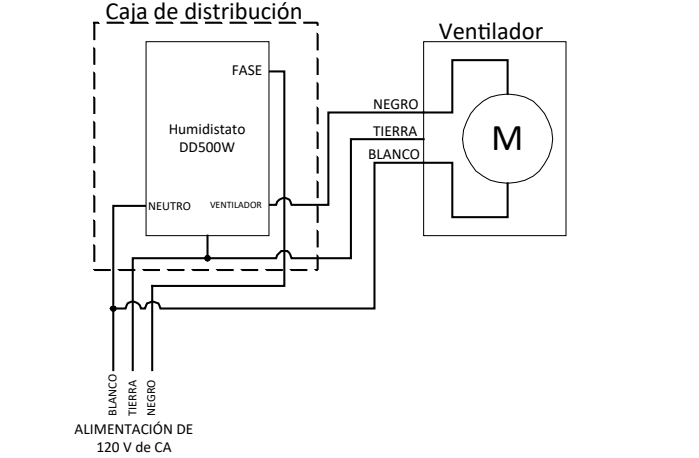 Caja de distribución
Ventilador
FASE
Humidistato
DD500W
NEUTRO
VENTILADOR
NEGRO
TIERRA
BLANCO
M
BLANCO
TIERRA
NEGRO
ALIMENTACIÓN DE
120 V de CA